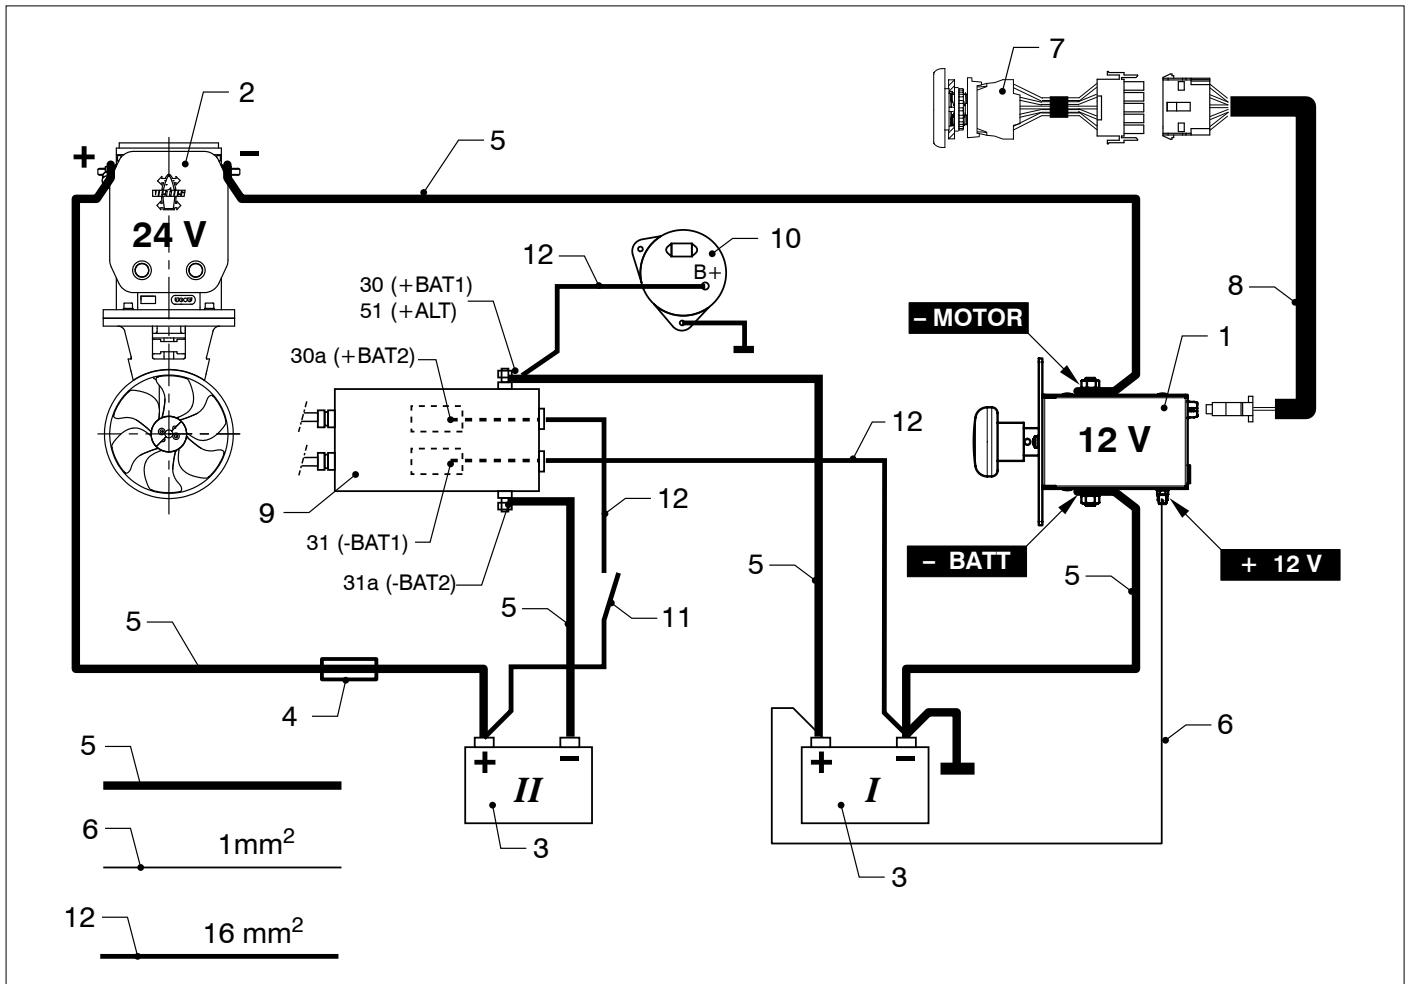 7
2
+
−
5
vetus
24 V
10
12
B+
30 (+BAT1)
51 (+ALT)
8
30a (+BAT2)
− MOTOR
1
12
12 V
9
12
31 (-BAT1)
− BATT
+ 12 V
31a (-BAT2)
5
5
5
11
5
4
6
5
+
−
II
+
−
I
6
1mm²
3
3
12
16 mm²